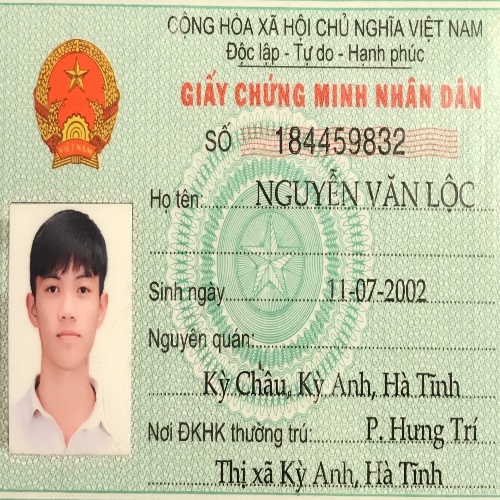 CỘNG HÒA XÃ HỘI CHỦ NGHĨA VIỆT NAM
Độc lập - Tự do - Hạnh phúc
GIẤY CHỨNG MINH NHÂN DÂN
SỐ 184459832
Họ tên: NGUYỄN VĂN LỘC
Sinh ngày 11-07-2002
Nguyên quán:
Kỳ Châu, Kỳ Anh, Hà Tĩnh
Nơi ĐKHK thường trú: P. Hưng Trí
Thị xã Kỳ Anh, Hà Tĩnh
VIET NAM